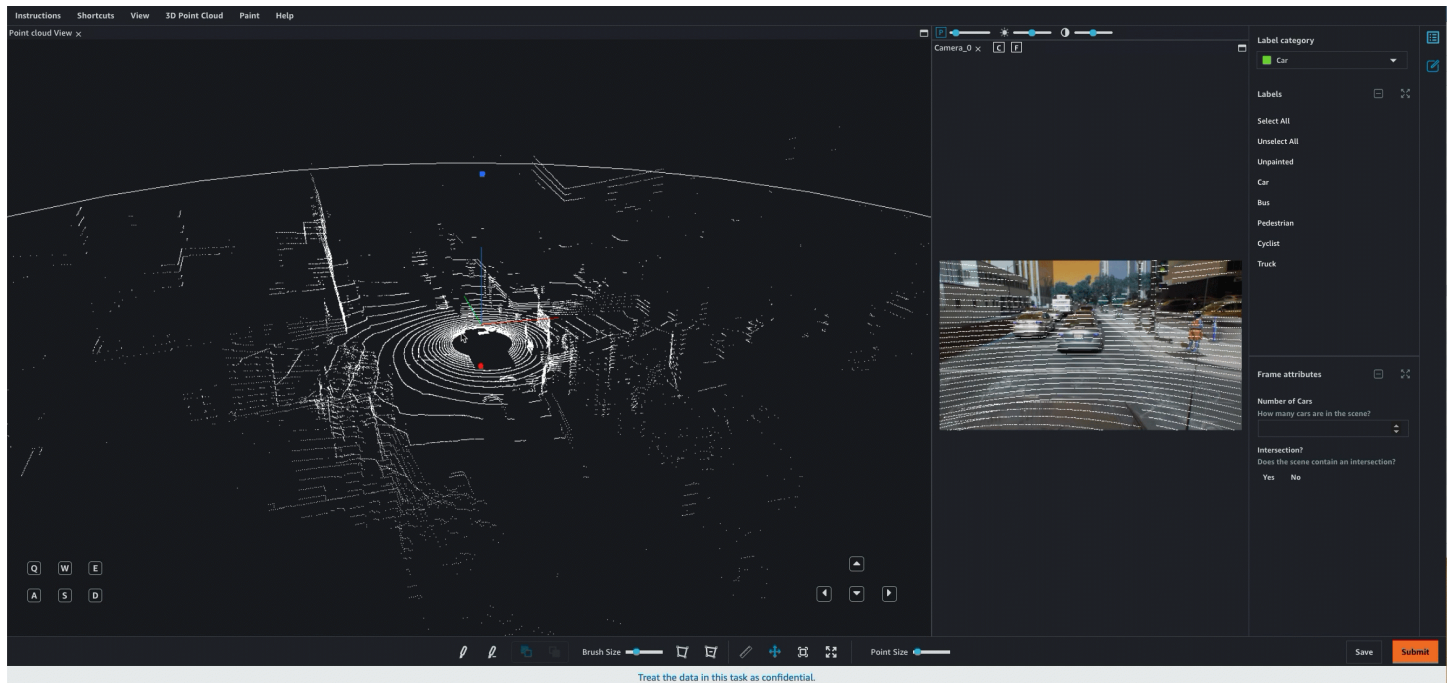 Instructions Shortcuts View 3D Point Cloud Paint Help
Point cloud View x
P
Camera_0 x C F
Label category
Car
Labels
Select All
Unselect All
Unpainted
Car
Bus
Pedestrian
Cyclist
Truck
Frame attributes
Number of Cars
How many cars are in the scene?
Intersection?
Does the scene contain an intersection?
Yes No
Q W E
A S D
Brush Size
Point Size
Save
Submit
Treat the data in this task as confidential.